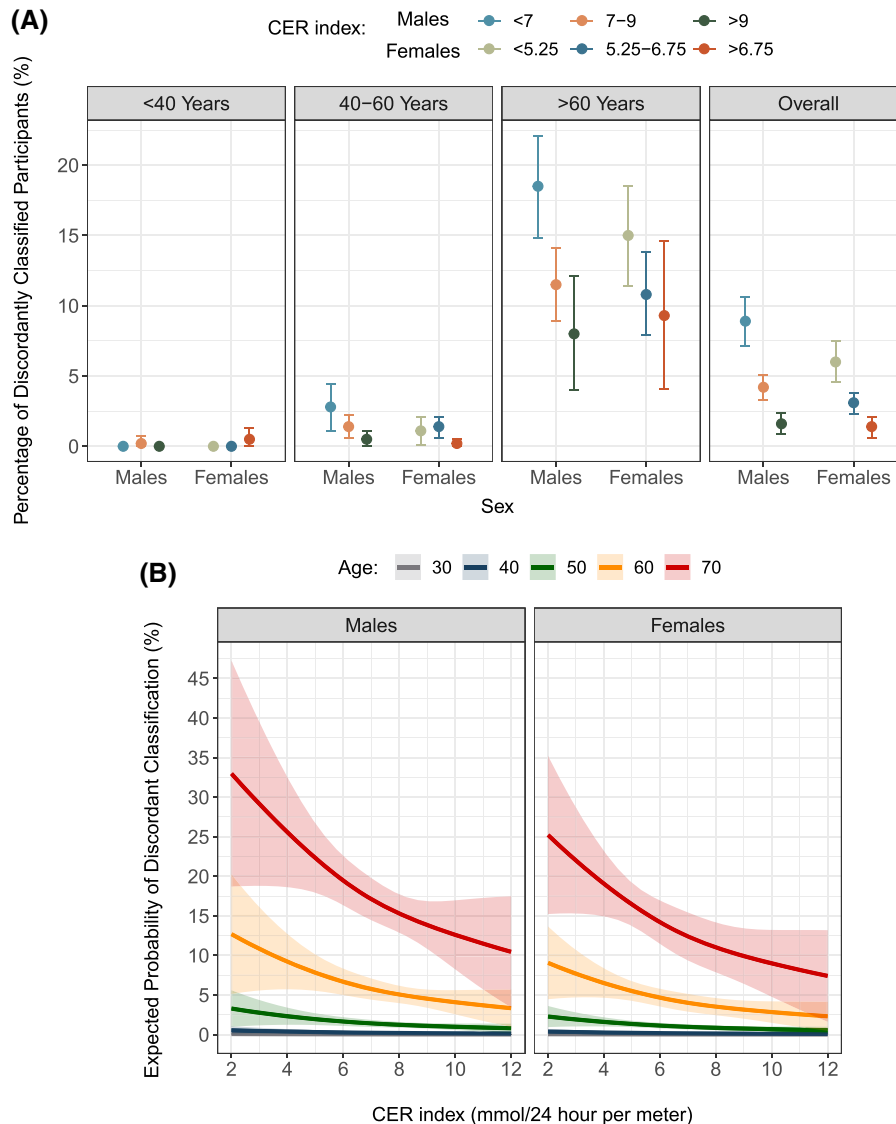 (A)
CER index:
Males
<7
7−9
>9
Females
<5.25
5.25−6.75
>6.75
Percentage of Discordantly Classified Participants (%)
<40 Years
40−60 Years
>60 Years
Overall
20
15
10
5
0
Males
Females
Males
Females
Males
Females
Males
Females
Sex
(B)
Age:
30
40
50
60
70
Expected Probability of Discordant Classification (%)
Males
Females
45
40
35
30
25
20
15
10
5
0
2
4
6
8
10
12
2
4
6
8
10
12
CER index (mmol/24 hour per meter)